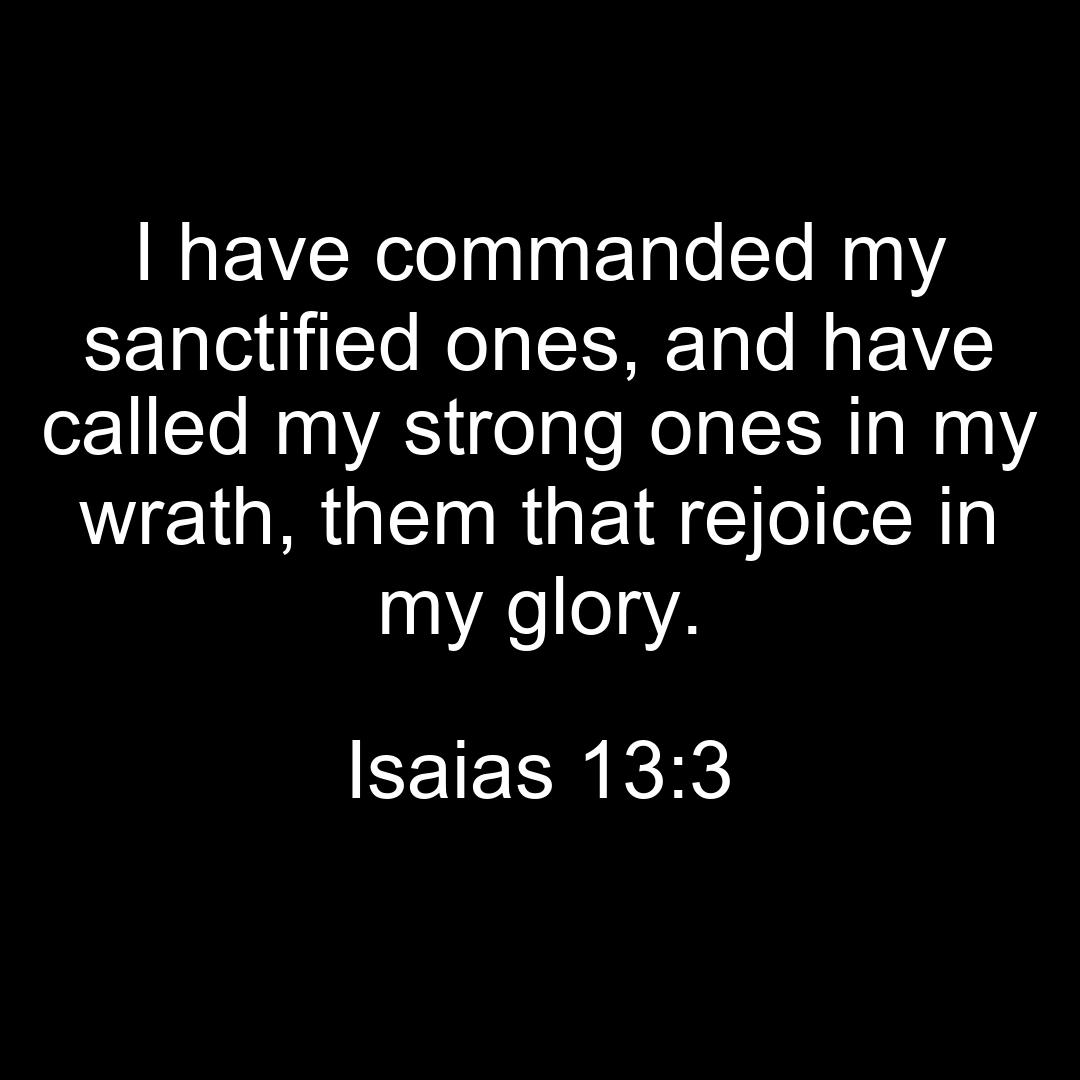 I have commanded my
sanctified ones, and have
called my strong ones in my
wrath, them that rejoice in
my glory.
Isaias 13:3